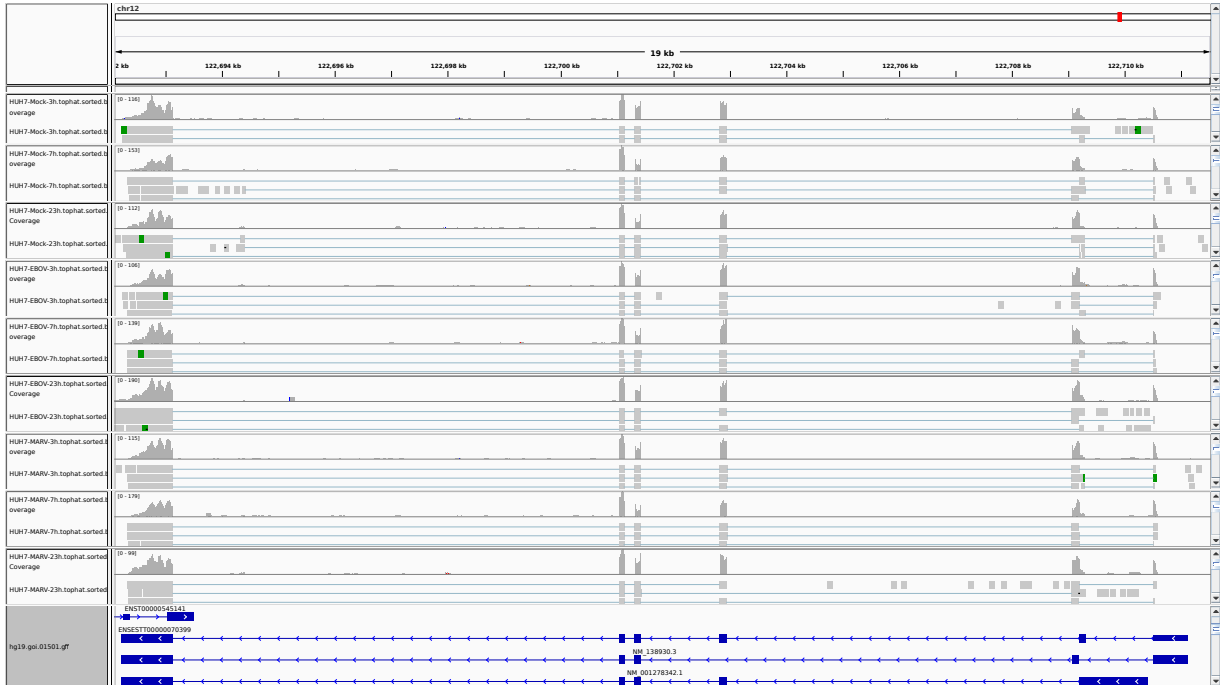 chr12
19 kb
2 kb 122,694 kb 122,696 kb 122,698 kb 122,700 kb 122,702 kb 122,704 kb 122,706 kb 122,708 kb 122,710 kb
HUH7-Mock-3h.tophat.sorted.b
overage
[0 - 116]
HUH7-Mock-3h.tophat.sorted.b
HUH7-Mock-7h.tophat.sorted.b
overage
[0 - 153]
HUH7-Mock-7h.tophat.sorted.b
HUH7-Mock-23h.tophat.sorted.
Coverage
[0 - 112]
HUH7-Mock-23h.tophat.sorted.
HUH7-EBOV-3h.tophat.sorted.b
overage
[0 - 106]
HUH7-EBOV-3h.tophat.sorted.b
HUH7-EBOV-7h.tophat.sorted.b
overage
[0 - 139]
HUH7-EBOV-7h.tophat.sorted.b
HUH7-EBOV-23h.tophat.sorted.
Coverage
[0 - 190]
HUH7-EBOV-23h.tophat.sorted.
HUH7-MARV-3h.tophat.sorted.b
overage
[0 - 115]
HUH7-MARV-3h.tophat.sorted.b
HUH7-MARV-7h.tophat.sorted.b
overage
[0 - 179]
HUH7-MARV-7h.tophat.sorted.b
HUH7-MARV-23h.tophat.sorted
Coverage
[0 - 99]
HUH7-MARV-23h.tophat.sorted
ENST00000545141
ENSESTT00000070399
hg19.goi.01501.gff
NM_138930.3
NM_001278342.1